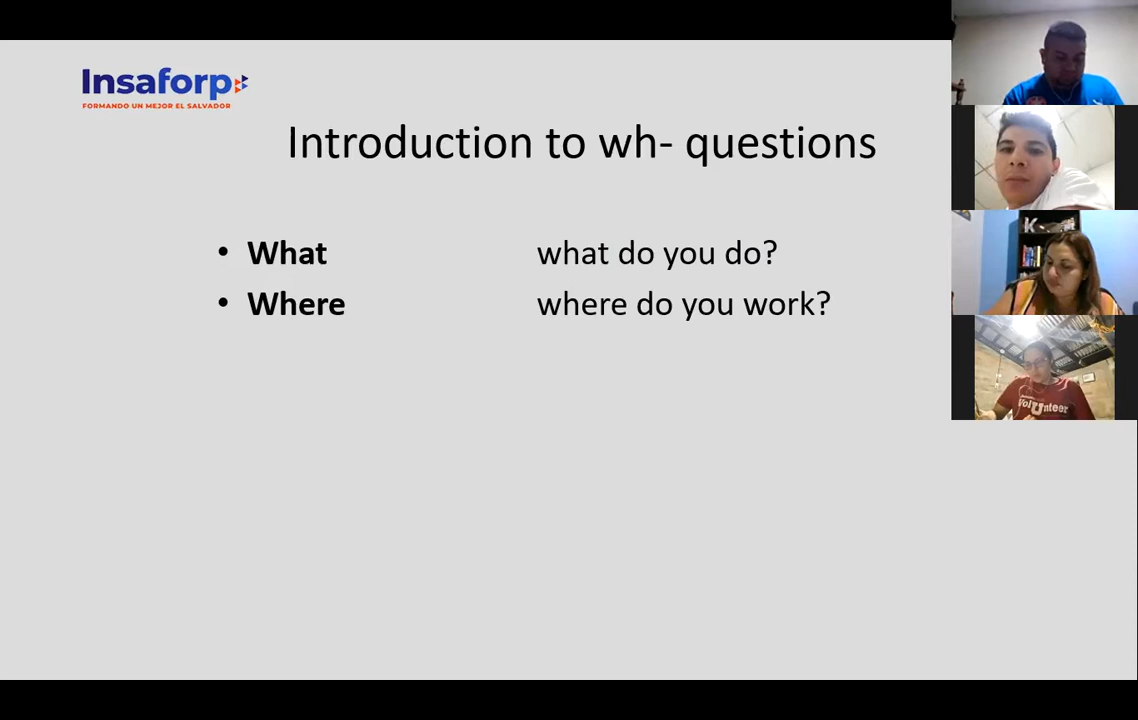 Insaforp
FORMANDO UN MEJOR EL SALVADOR
Introduction to wh- questions
• What what do you do?
• Where where do you work?
K
VolUnteer